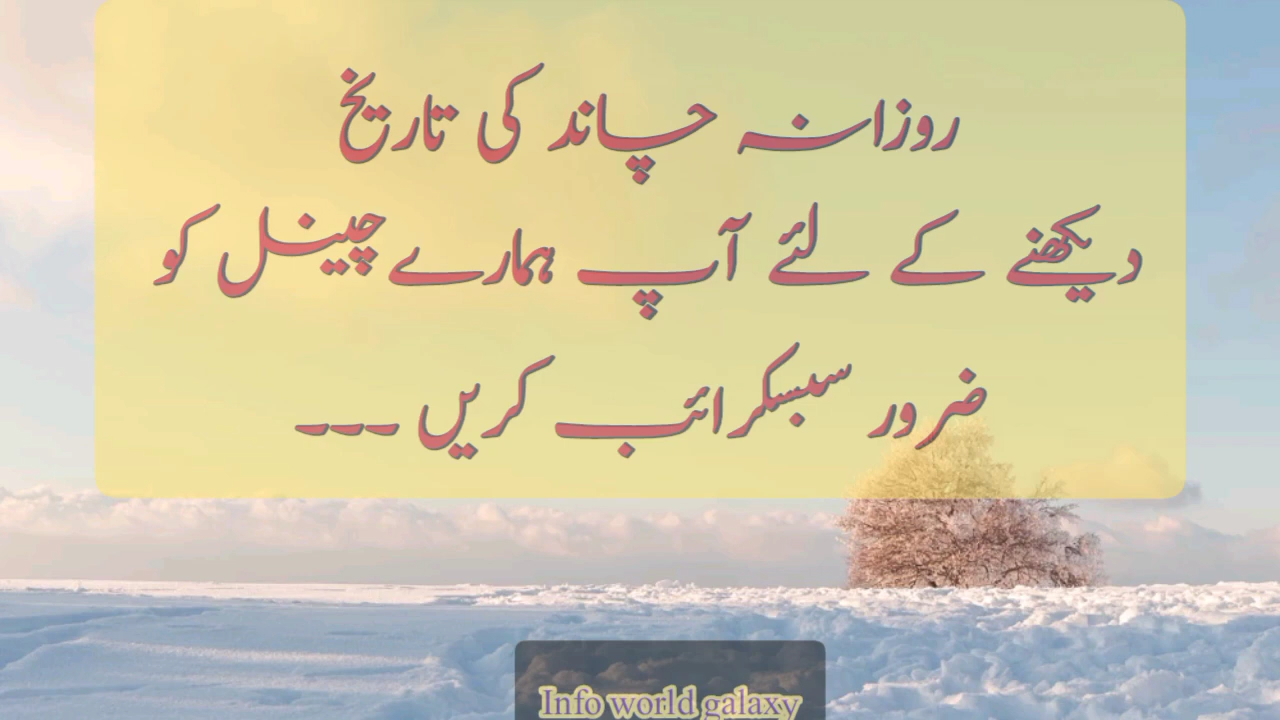 روزانہ چاند کی تاریخ
دیکھنے کے لئے آپ ہمارے چینل کو
ضرور سبسکرائب کریں ۔۔۔
Info world galaxy